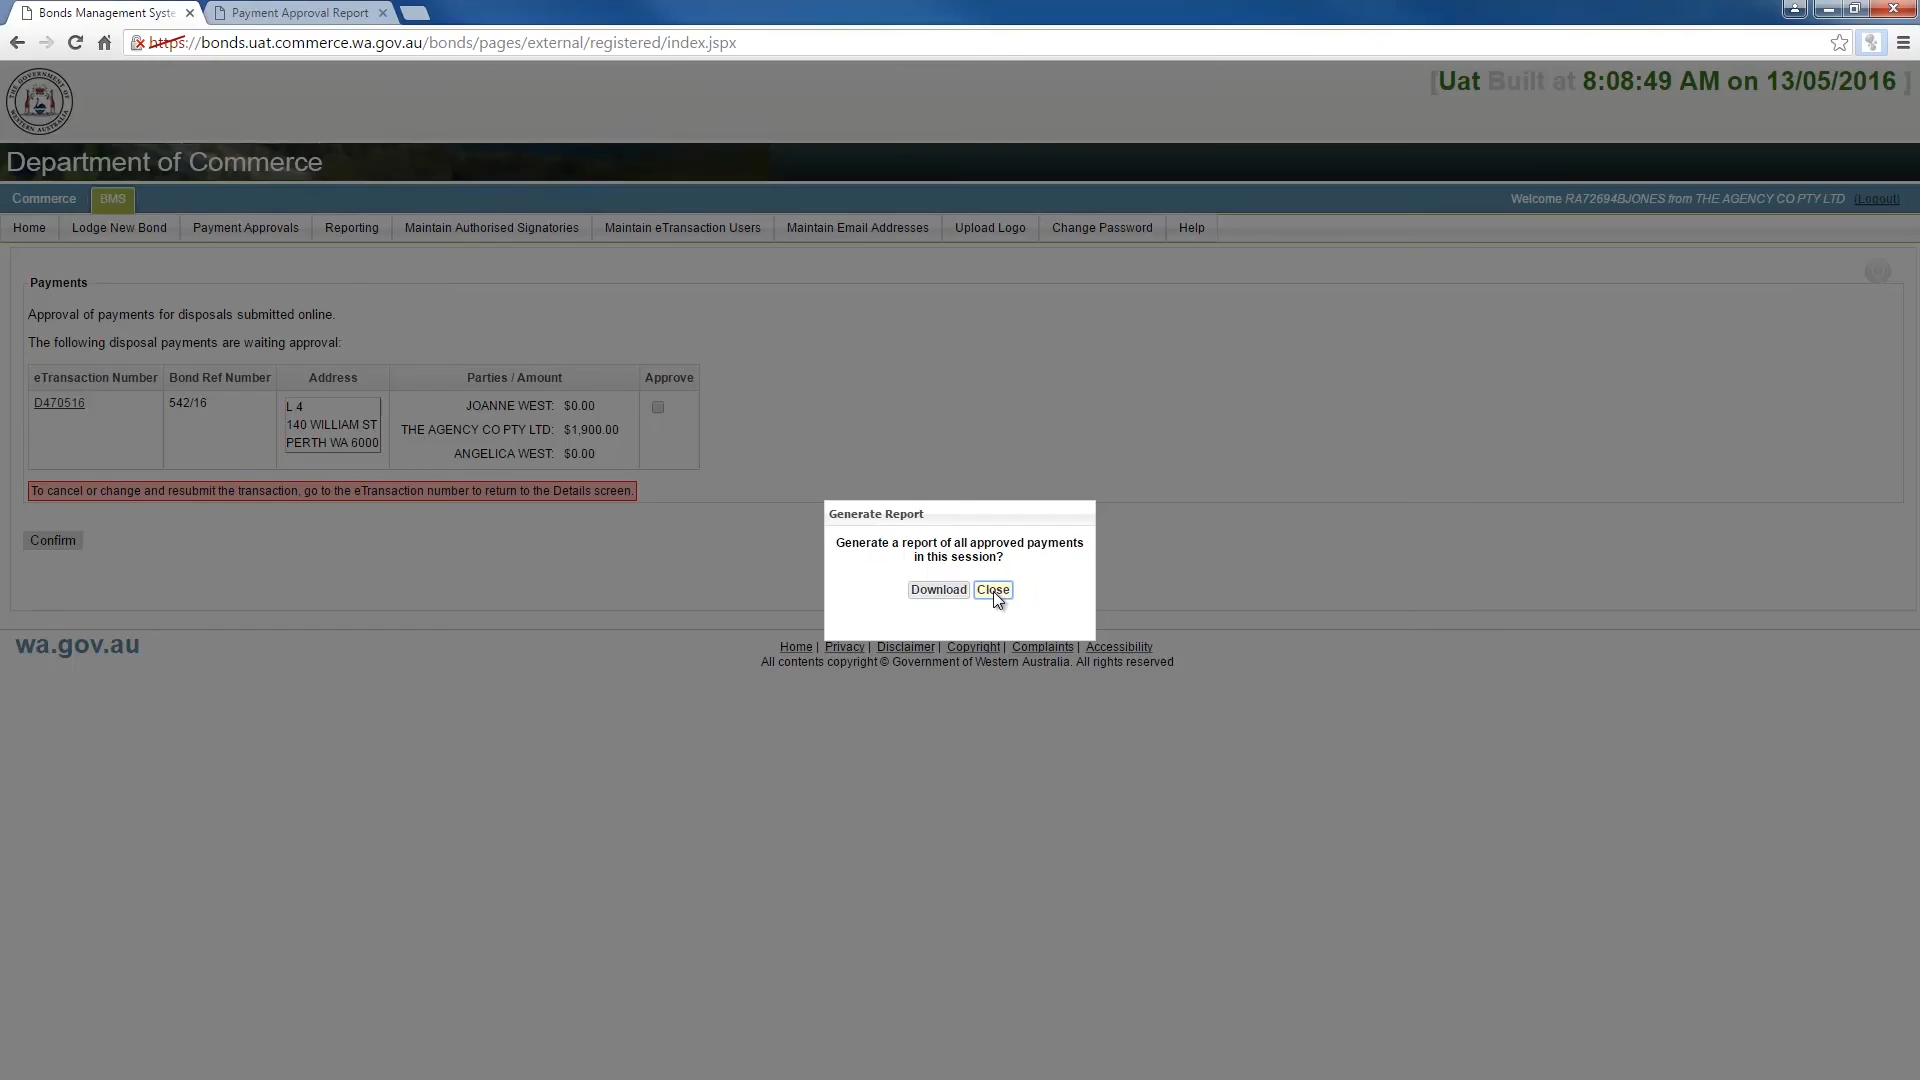 Bonds Management Syste
Payment Approval Report
https://bonds.uat.commerce.wa.gov.au/bonds/pages/external/registered/index.jspx
THE GOVERNMENT OF WESTERN AUSTRALIA
[Uat Built at 8:08:49 AM on 13/05/2016 ]
Department of Commerce
Commerce BMS Welcome RA72694BJONES from THE AGENCY CO PTY LTD (Logout)
Home Lodge New Bond Payment Approvals Reporting Maintain Authorised Signatories Maintain eTransaction Users Maintain Email Addresses Upload Logo Change Password Help
Payments
Approval of payments for disposals submitted online.
The following disposal payments are waiting approval:
eTransaction Number Bond Ref Number Address Parties / Amount Approve
D470516 542/16 L 4 JOANNE WEST: $0.00
140 WILLIAM ST THE AGENCY CO PTY LTD: $1,900.00
PERTH WA 6000 ANGELICA WEST: $0.00
To cancel or change and resubmit the transaction, go to the eTransaction number to return to the Details screen.
Confirm
Generate Report
Generate a report of all approved payments
in this session?
Download Close
wa.gov.au
Home | Privacy | Disclaimer | Copyright | Complaints | Accessibility
All contents copyright © Government of Western Australia. All rights reserved